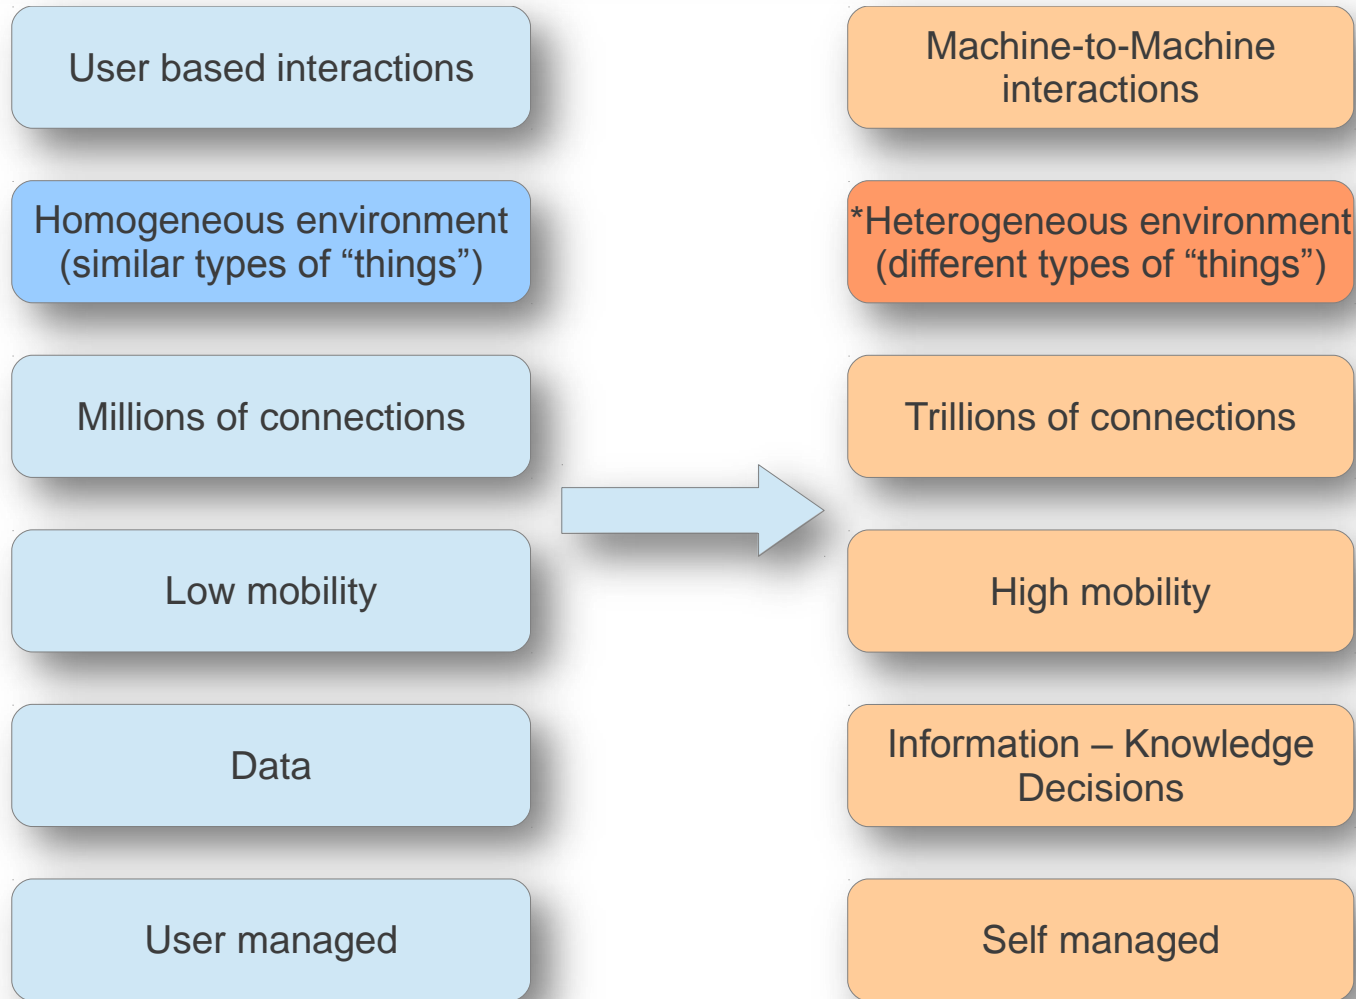 User based interactions
Machine-to-Machine
interactions
Homogeneous environment
(similar types of “things”)
*Heterogeneous environment
(different types of “things”)
Millions of connections
Trillions of connections
Low mobility
High mobility
Data
Information – Knowledge
Decisions
User managed
Self managed